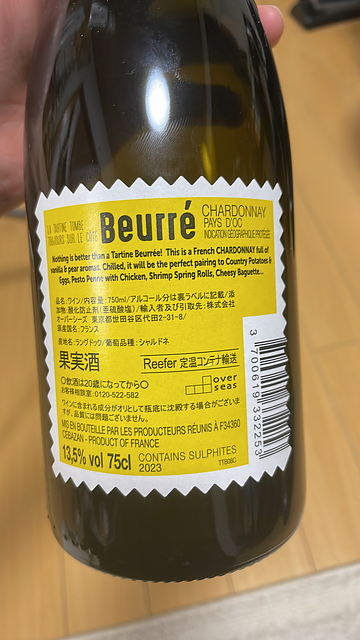 LA TARTINE TOMBE
TOUJOURS SUR LE CÔTÉ
Beurré
CHARDONNAY
PAYS D'OC
INDICATION GÉOGRAPHIQUE PROTÉGÉE
Nothing is better than a Tartine Beurrée! This is a French CHARDONNAY full of
vanilla & pear aromas. Chilled, it will be the perfect pairing to Country Potatoes &
Eggs, Pesto Penne with Chicken, Shrimp Spring Rolls, Cheesy Baguette...
品名:ワイン/内容量:750ml/アルコール分は裏ラベルに記載/添
加物:酸化防止剤(亜硫酸塩)/輸入者及び引取先:株式会社
オーバーシーズ 東京都世田谷区代田2-31-8/
原産国名:フランス
産地名:ラングドック/葡萄品種:シャルドネ
果実酒
Reefer 定温コンテナ輸送
〇飲酒は20歳になってから〇
お客様相談室:0120-522-582
over
seas
ワインに含まれる成分がオリとして瓶底に沈殿する場合がございま
すが、品質には問題ございません。
MIS EN BOUTEILLE PAR LES PRODUCTEURS RÉUNIS À F34360
CÉBAZAN - PRODUCT OF FRANCE
13,5% vol 75cl
CONTAINS SULPHITES
2023
TTB08C
3 700619 332253